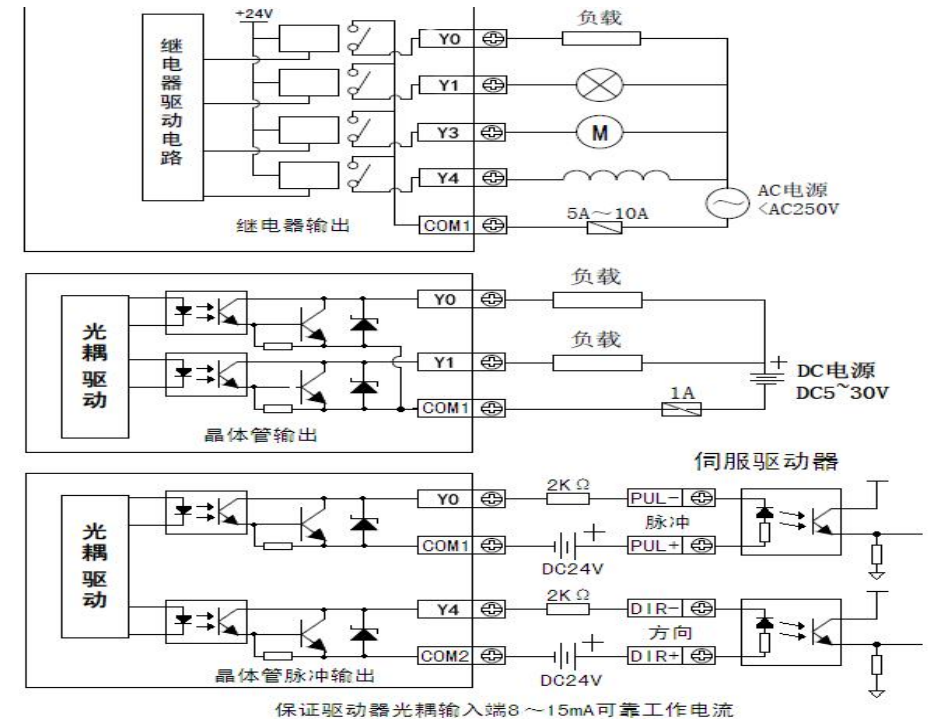 +24V
负载
继电器驱动电路
Y0
Y1
Y3
M
Y4
AC电源
<AC250V
5A～10A
COM1
继电器输出
负载
Y0
光耦驱动
负载
Y1
+
DC电源
DC5~30V
1A
COM1
晶体管输出
伺服驱动器
2KΩ
Y0
PUL-
脉冲
光耦驱动
COM1
+
PUL+
DC24V
2KΩ
Y4
DIR-
方向
+
COM2
DIR+
DC24V
晶体管脉冲输出
保证驱动器光耦输入端8～15mA可靠工作电流